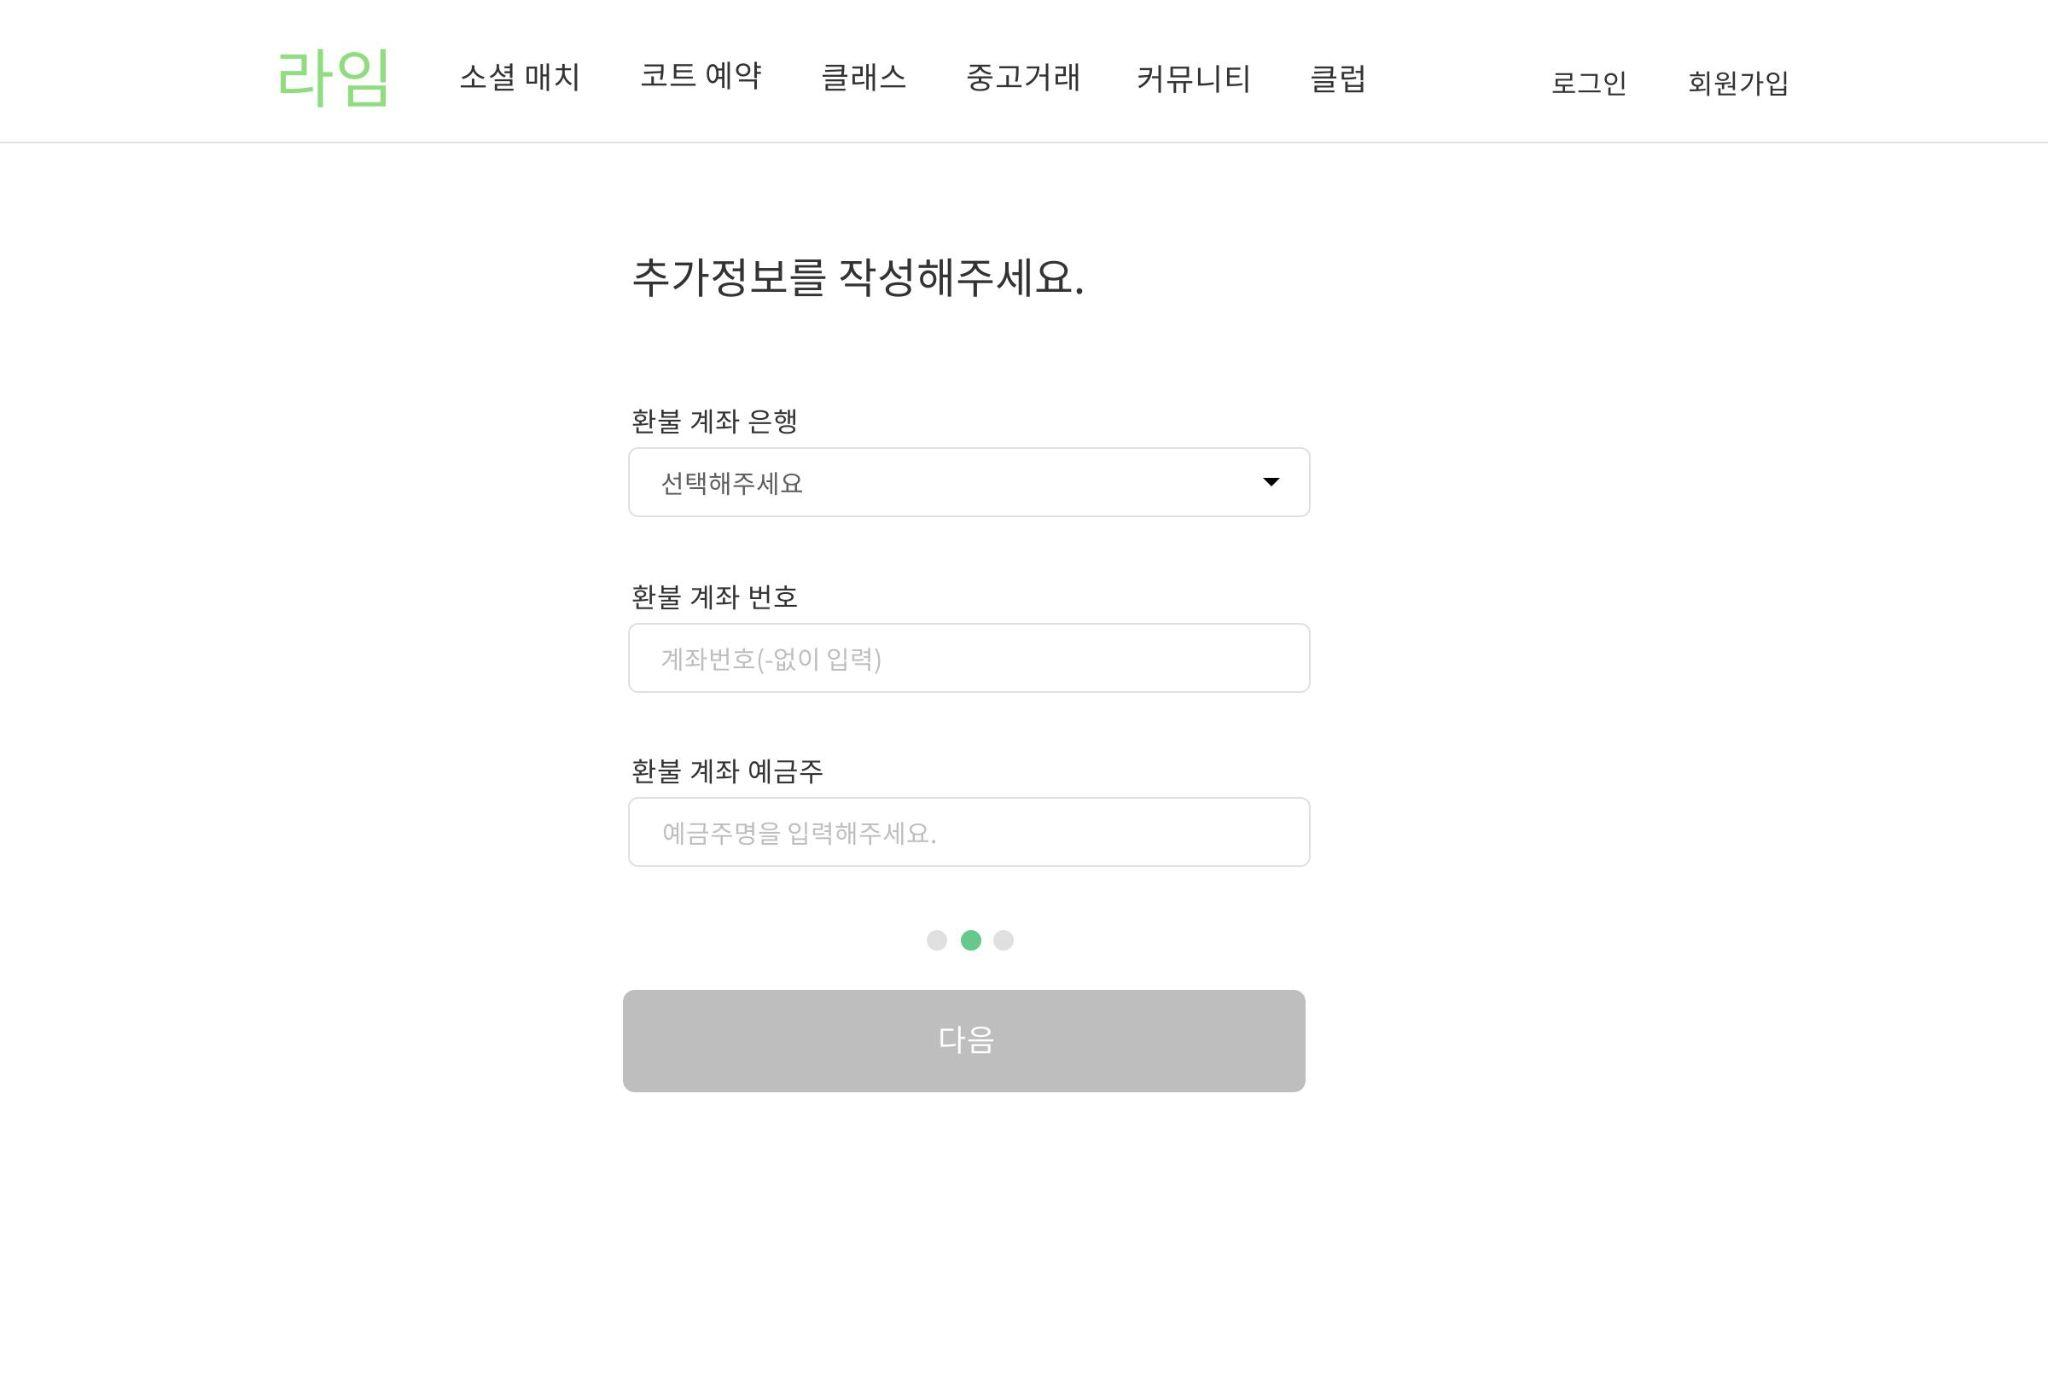 라임 소셜 매치 코트 예약 클래스 중고거래 커뮤니티 클럽 로그인 회원가입
추가정보를 작성해주세요.
환불 계좌 은행
선택해주세요
환불 계좌 번호
계좌번호(-없이 입력)
환불 계좌 예금주
예금주명을 입력해주세요.
다음